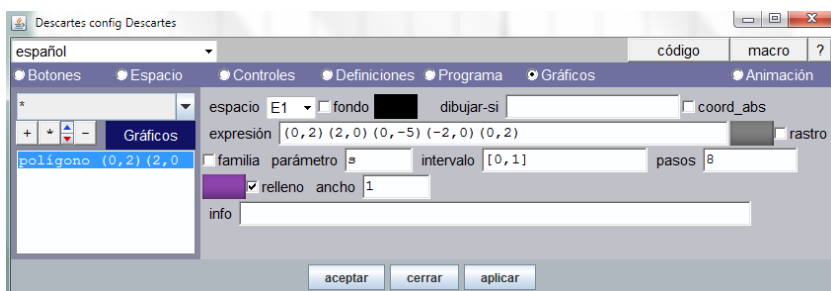 Descartes config Descartes
español código macro ?
Botones Espacio Controles Definiciones Programa Gráficos Animación
* espacio E1 fondo dibujar-si coord_abs
+ * - Gráficos expresión (0,2)(2,0)(0,-5)(-2,0)(0,2) rastro
polígono (0,2)(2,0 familia parámetro s intervalo [0,1] pasos 8
relleno ancho 1
info
aceptar cerrar aplicar